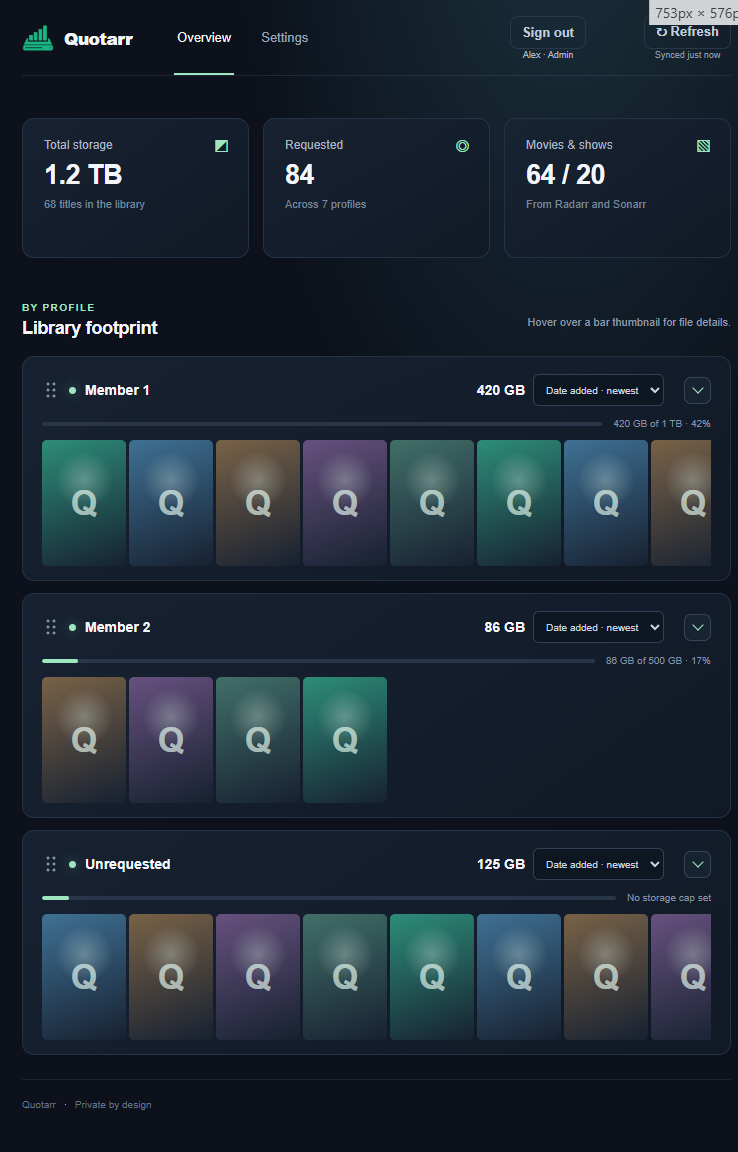 753px × 576p
Quotarr
Overview
Settings
Sign out
Alex · Admin
↻ Refresh
Synced just now
Total storage
1.2 TB
68 titles in the library
Requested
84
Across 7 profiles
Movies & shows
64 / 20
From Radarr and Sonarr
BY PROFILE
Library footprint
Hover over a bar thumbnail for file details.
Member 1
420 GB
Date added · newest
420 GB of 1 TB · 42%
Q Q Q Q Q Q Q Q
Member 2
86 GB
Date added · newest
86 GB of 500 GB · 17%
Q Q Q Q
Unrequested
125 GB
Date added · newest
No storage cap set
Q Q Q Q Q Q Q Q
Quotarr · Private by design